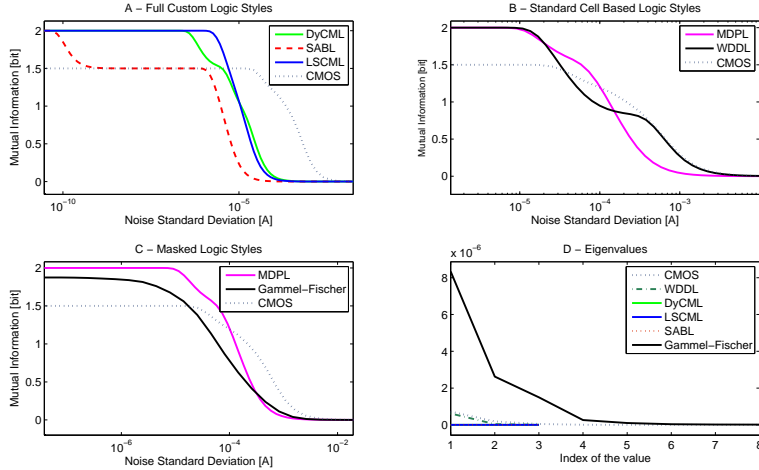 A − Full Custom Logic Styles
Mutual Information [bit]
2
1.5
1
0.5
0
10−10
10−5
Noise Standard Deviation [A]
DyCML
SABL
LSCML
CMOS
B − Standard Cell Based Logic Styles
Mutual Information [bit]
2
1.5
1
0.5
0
10−5
10−4
10−3
Noise Standard Deviation [A]
MDPL
WDDL
CMOS
C − Masked Logic Styles
Mutual Information [bit]
2
1.5
1
0.5
0
10−6
10−4
10−2
Noise Standard Deviation [A]
MDPL
Gammel−Fischer
CMOS
D − Eigenvalues
x 10−6
8
6
4
2
0
1 2 3 4 5 6 7 8
Index of the value
CMOS
WDDL
DyCML
LSCML
SABL
Gammel−Fischer